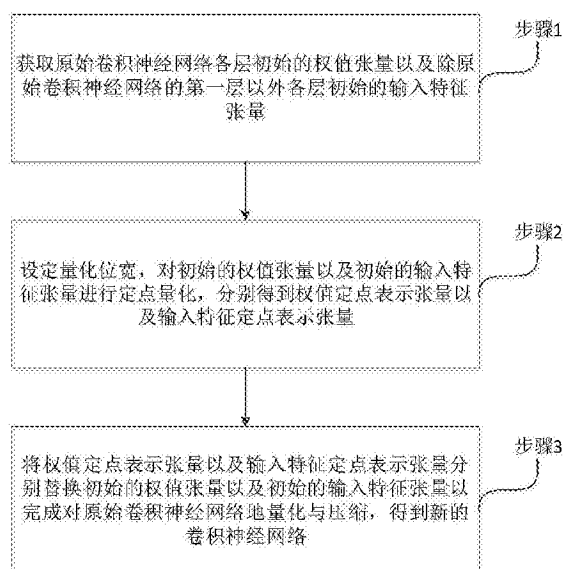 步骤1
获取原始卷积神经网络各层初始的权值张量以及除原
始卷积神经网络的第一层以外各层初始的输入特征
张量
步骤2
设定量化位宽，对初始的权值张量以及初始的输入特
征张量进行定点量化，分别得到权值定点表示张量以
及输入特征定点表示张量
步骤3
将权值定点表示张量以及输入特征定点表示张量分
别替换初始的权值张量以及初始的输入特征张量以
完成对原始卷积神经网络地量化与压缩，得到新的
卷积神经网络